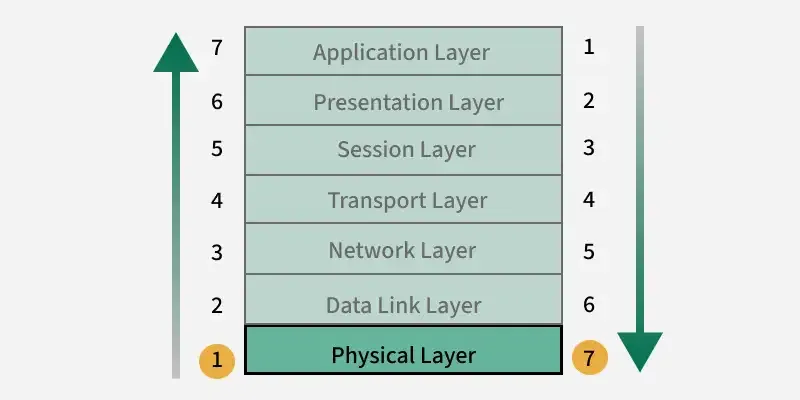 7 Application Layer 1
6 Presentation Layer 2
5 Session Layer 3
4 Transport Layer 4
3 Network Layer 5
2 Data Link Layer 6
1 Physical Layer 7